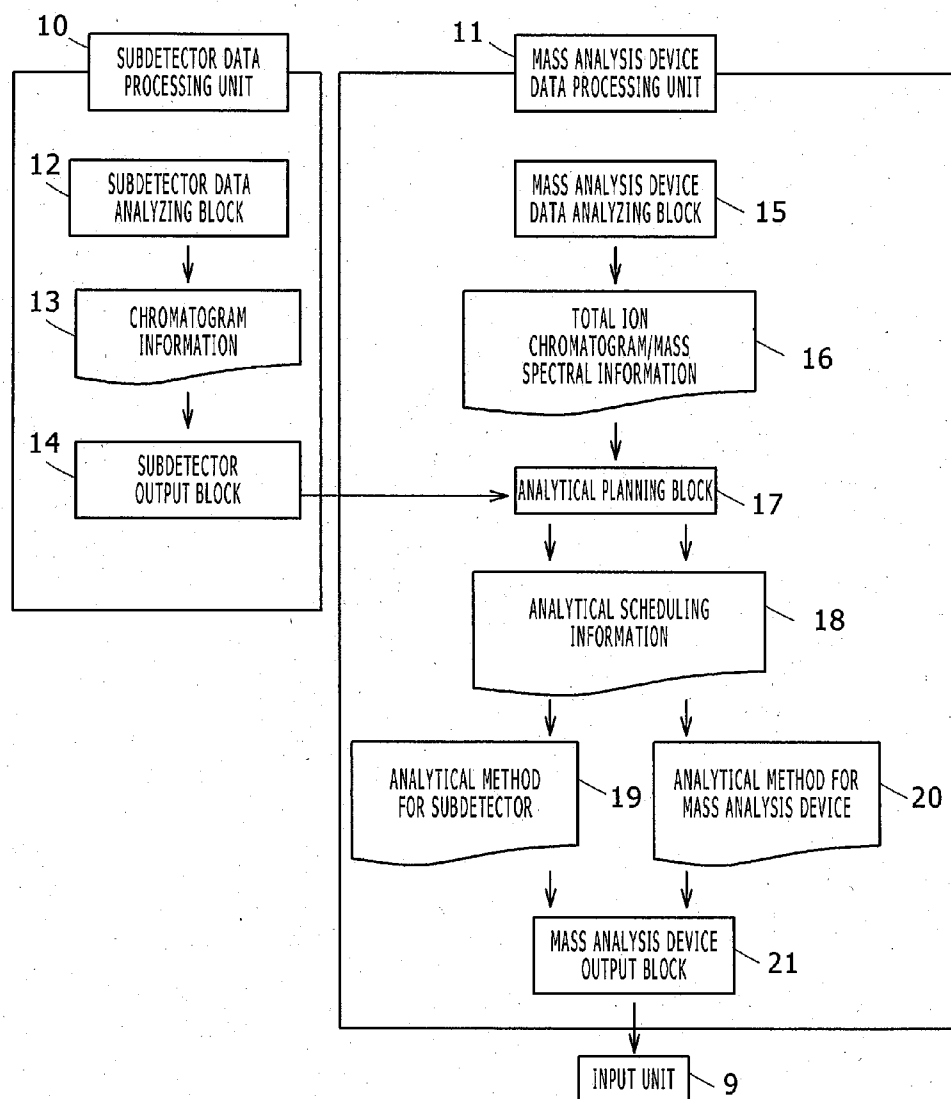 10
SUBDETECTOR DATA
PROCESSING UNIT
12
SUBDETECTOR DATA
ANALYZING BLOCK
13
CHROMATOGRAM
INFORMATION
14
SUBDETECTOR
OUTPUT BLOCK
11
MASS ANALYSIS DEVICE
DATA PROCESSING UNIT
MASS ANALYSIS DEVICE
DATA ANALYZING BLOCK
15
TOTAL ION
CHROMATOGRAM/MASS
SPECTRAL INFORMATION
16
ANALYTICAL PLANNING BLOCK
17
ANALYTICAL SCHEDULING
INFORMATION
18
ANALYTICAL METHOD
FOR SUBDETECTOR
19
ANALYTICAL METHOD FOR
MASS ANALYSIS DEVICE
20
MASS ANALYSIS DEVICE
OUTPUT BLOCK
21
INPUT UNIT
9